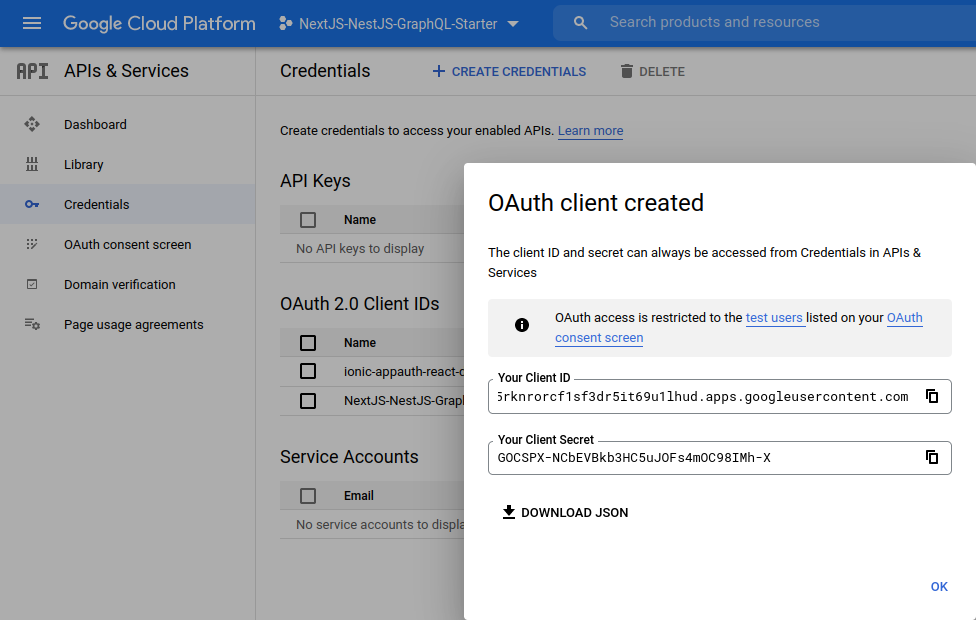 Google Cloud Platform
NextJS-NestJS-GraphQL-Starter
Search products and resources
API
APIs & Services
Credentials
CREATE CREDENTIALS
DELETE
Dashboard
Library
Credentials
OAuth consent screen
Domain verification
Page usage agreements
Create credentials to access your enabled APIs. Learn more
API Keys
Name
No API keys to display
OAuth 2.0 Client IDs
Name
ionic-appauth-react-
NextJS-NestJS-Grap
Service Accounts
Email
No service accounts to displa
OAuth client created
The client ID and secret can always be accessed from Credentials in APIs &
Services
OAuth access is restricted to the test users listed on your OAuth
consent screen
Your Client ID
5rknrorcf1sf3dr5it69u1lhud.apps.googleusercontent.com
Your Client Secret
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
DOWNLOAD JSON
OK